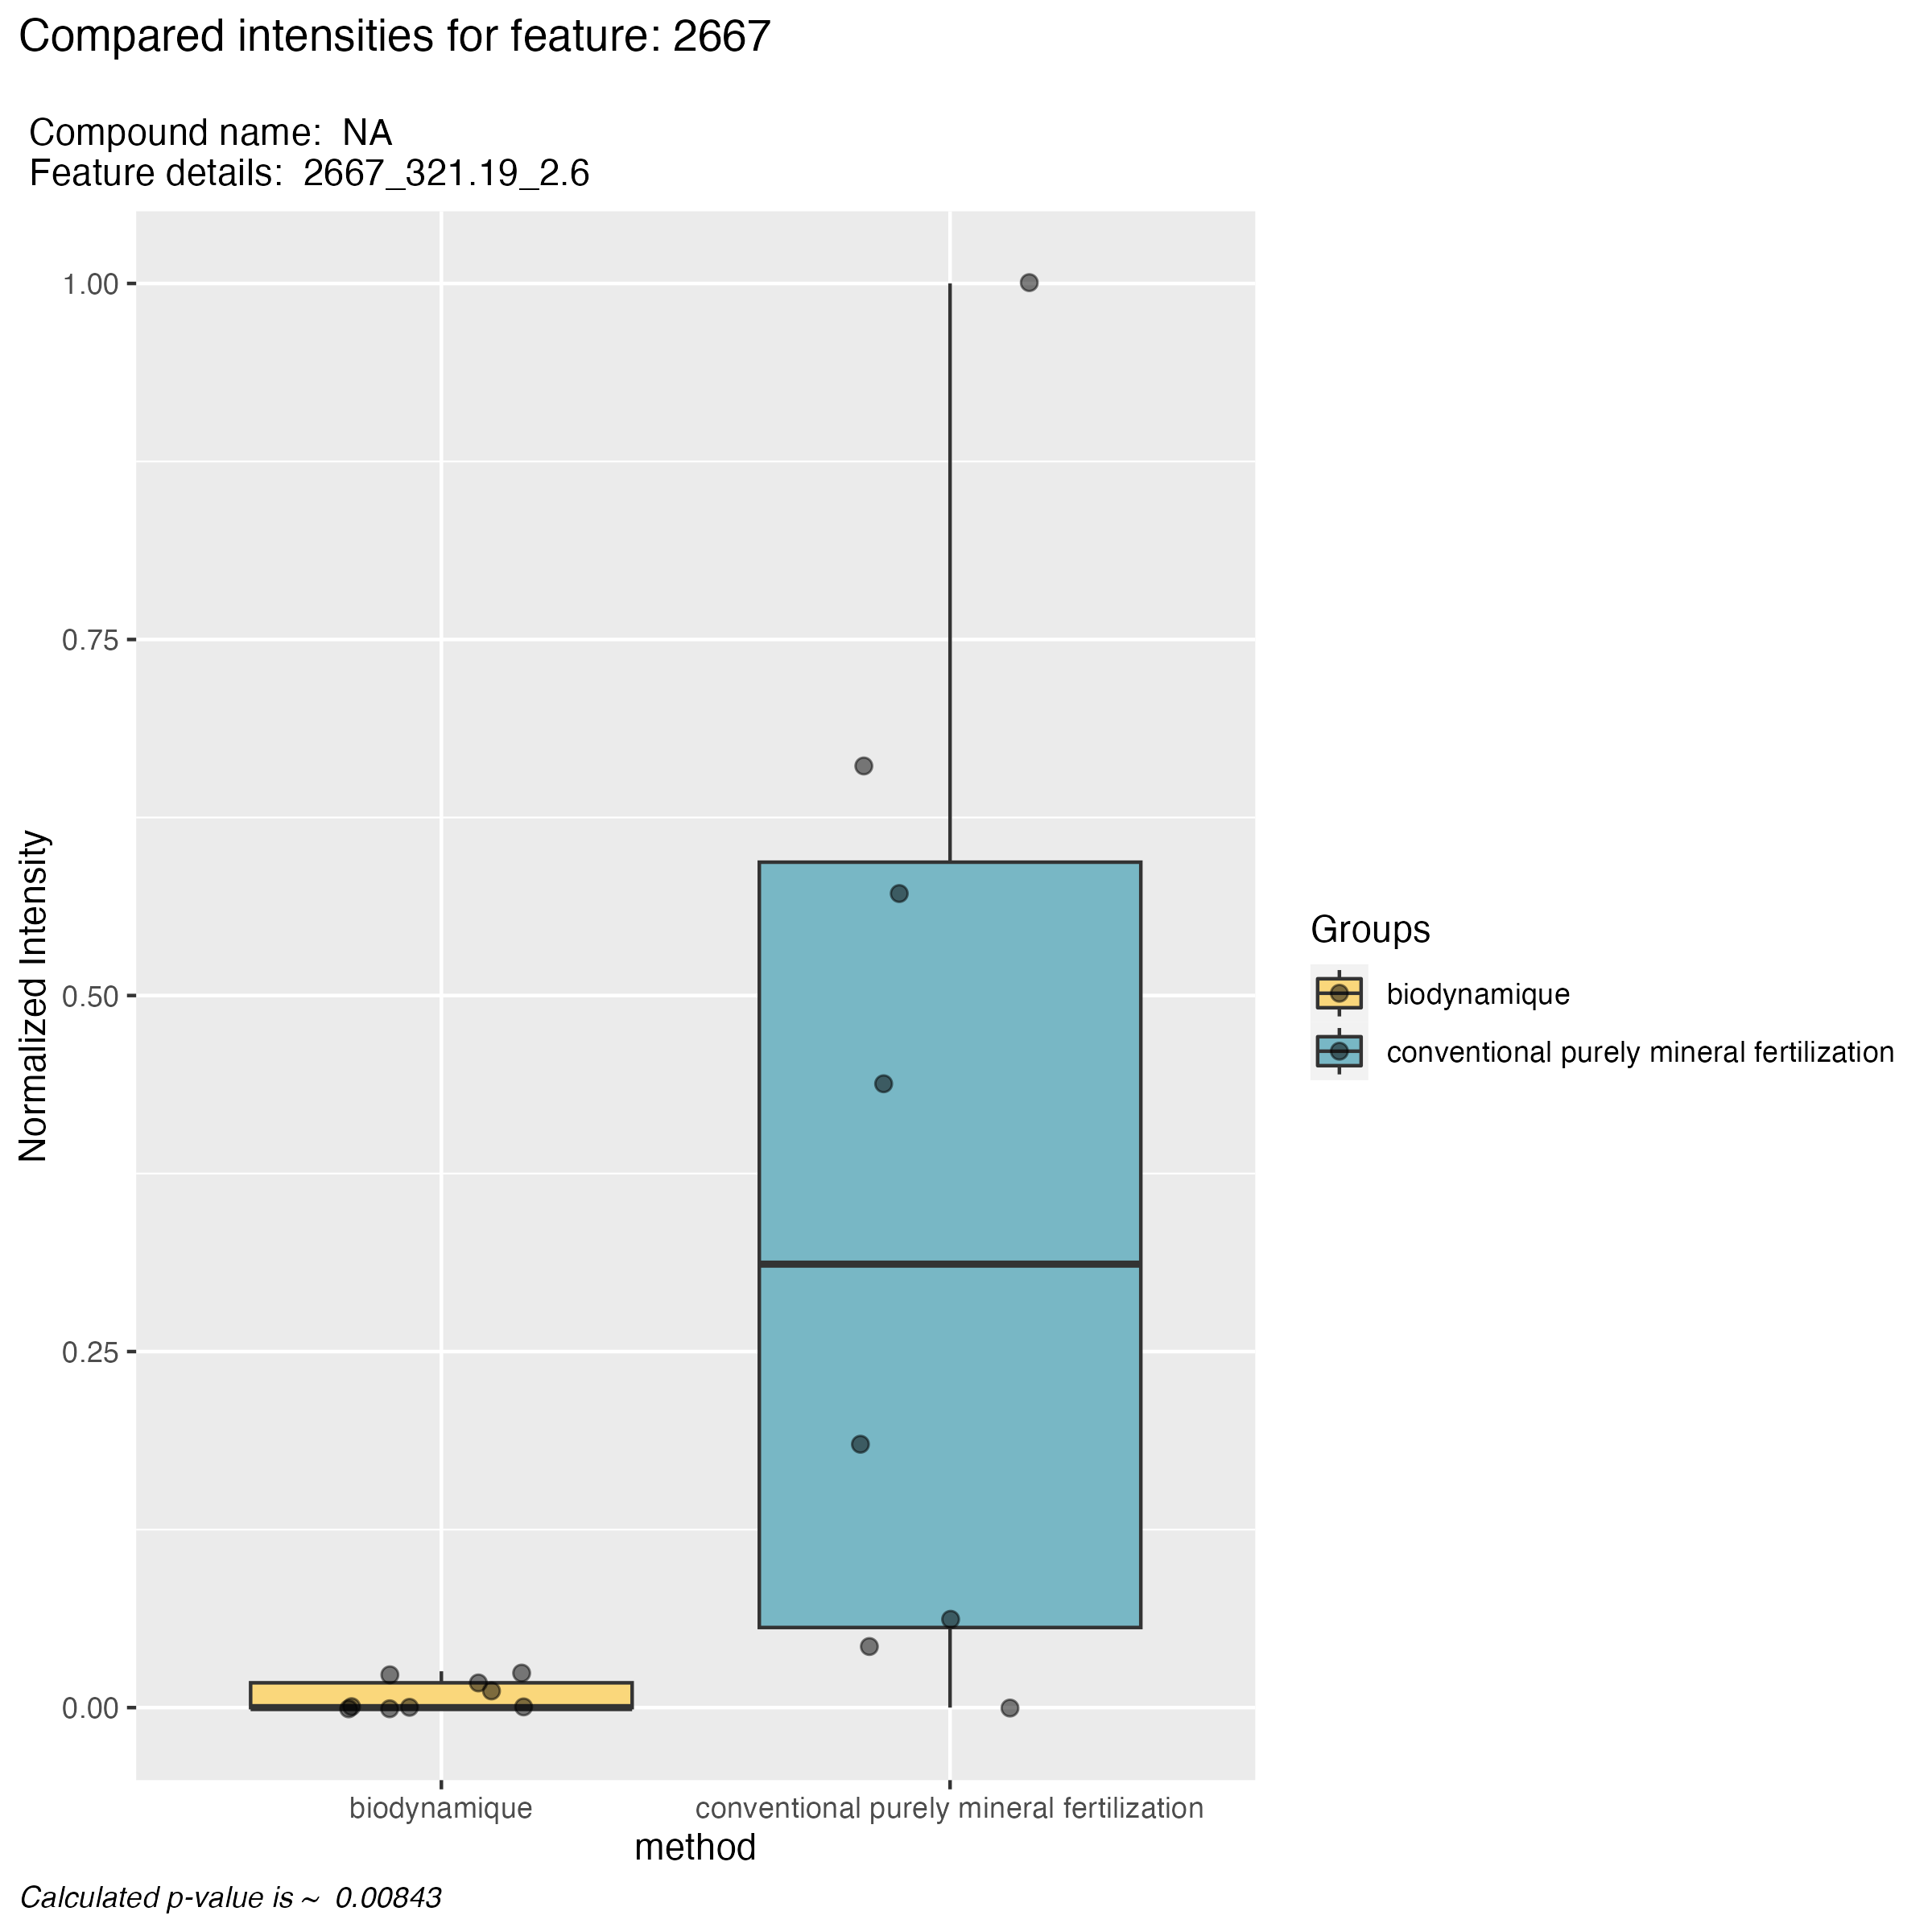 Compared intensities for feature: 2667
Compound name:  NA
Feature details:  2667_321.19_2.6
Normalized Intensity
1.00
0.75
0.50
0.25
0.00
biodynamique
conventional purely mineral fertilization
method
Groups
biodynamique
conventional purely mineral fertilization
Calculated p-value is ~  0.00843